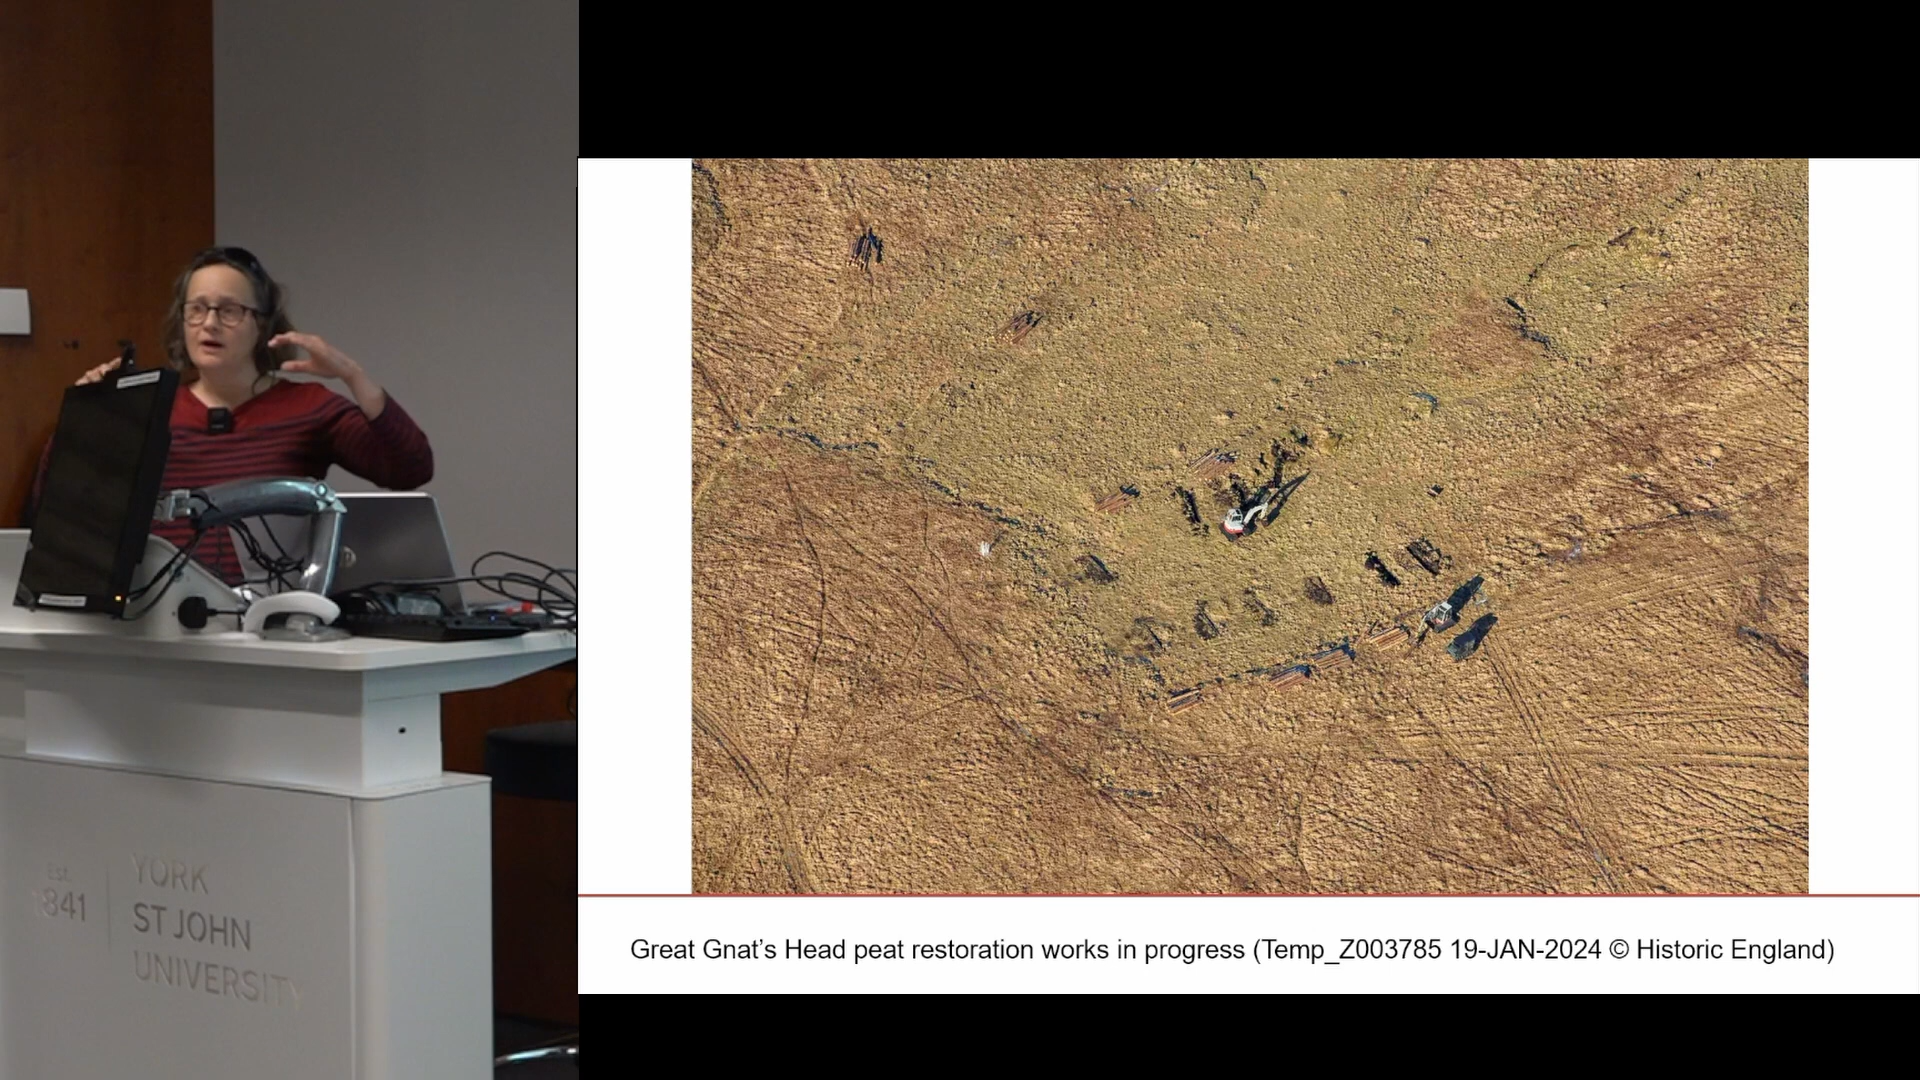 Est.
1841
YORK
ST JOHN
UNIVERSITY
Great Gnat's Head peat restoration works in progress (Temp_Z003785 19-JAN-2024 © Historic England)